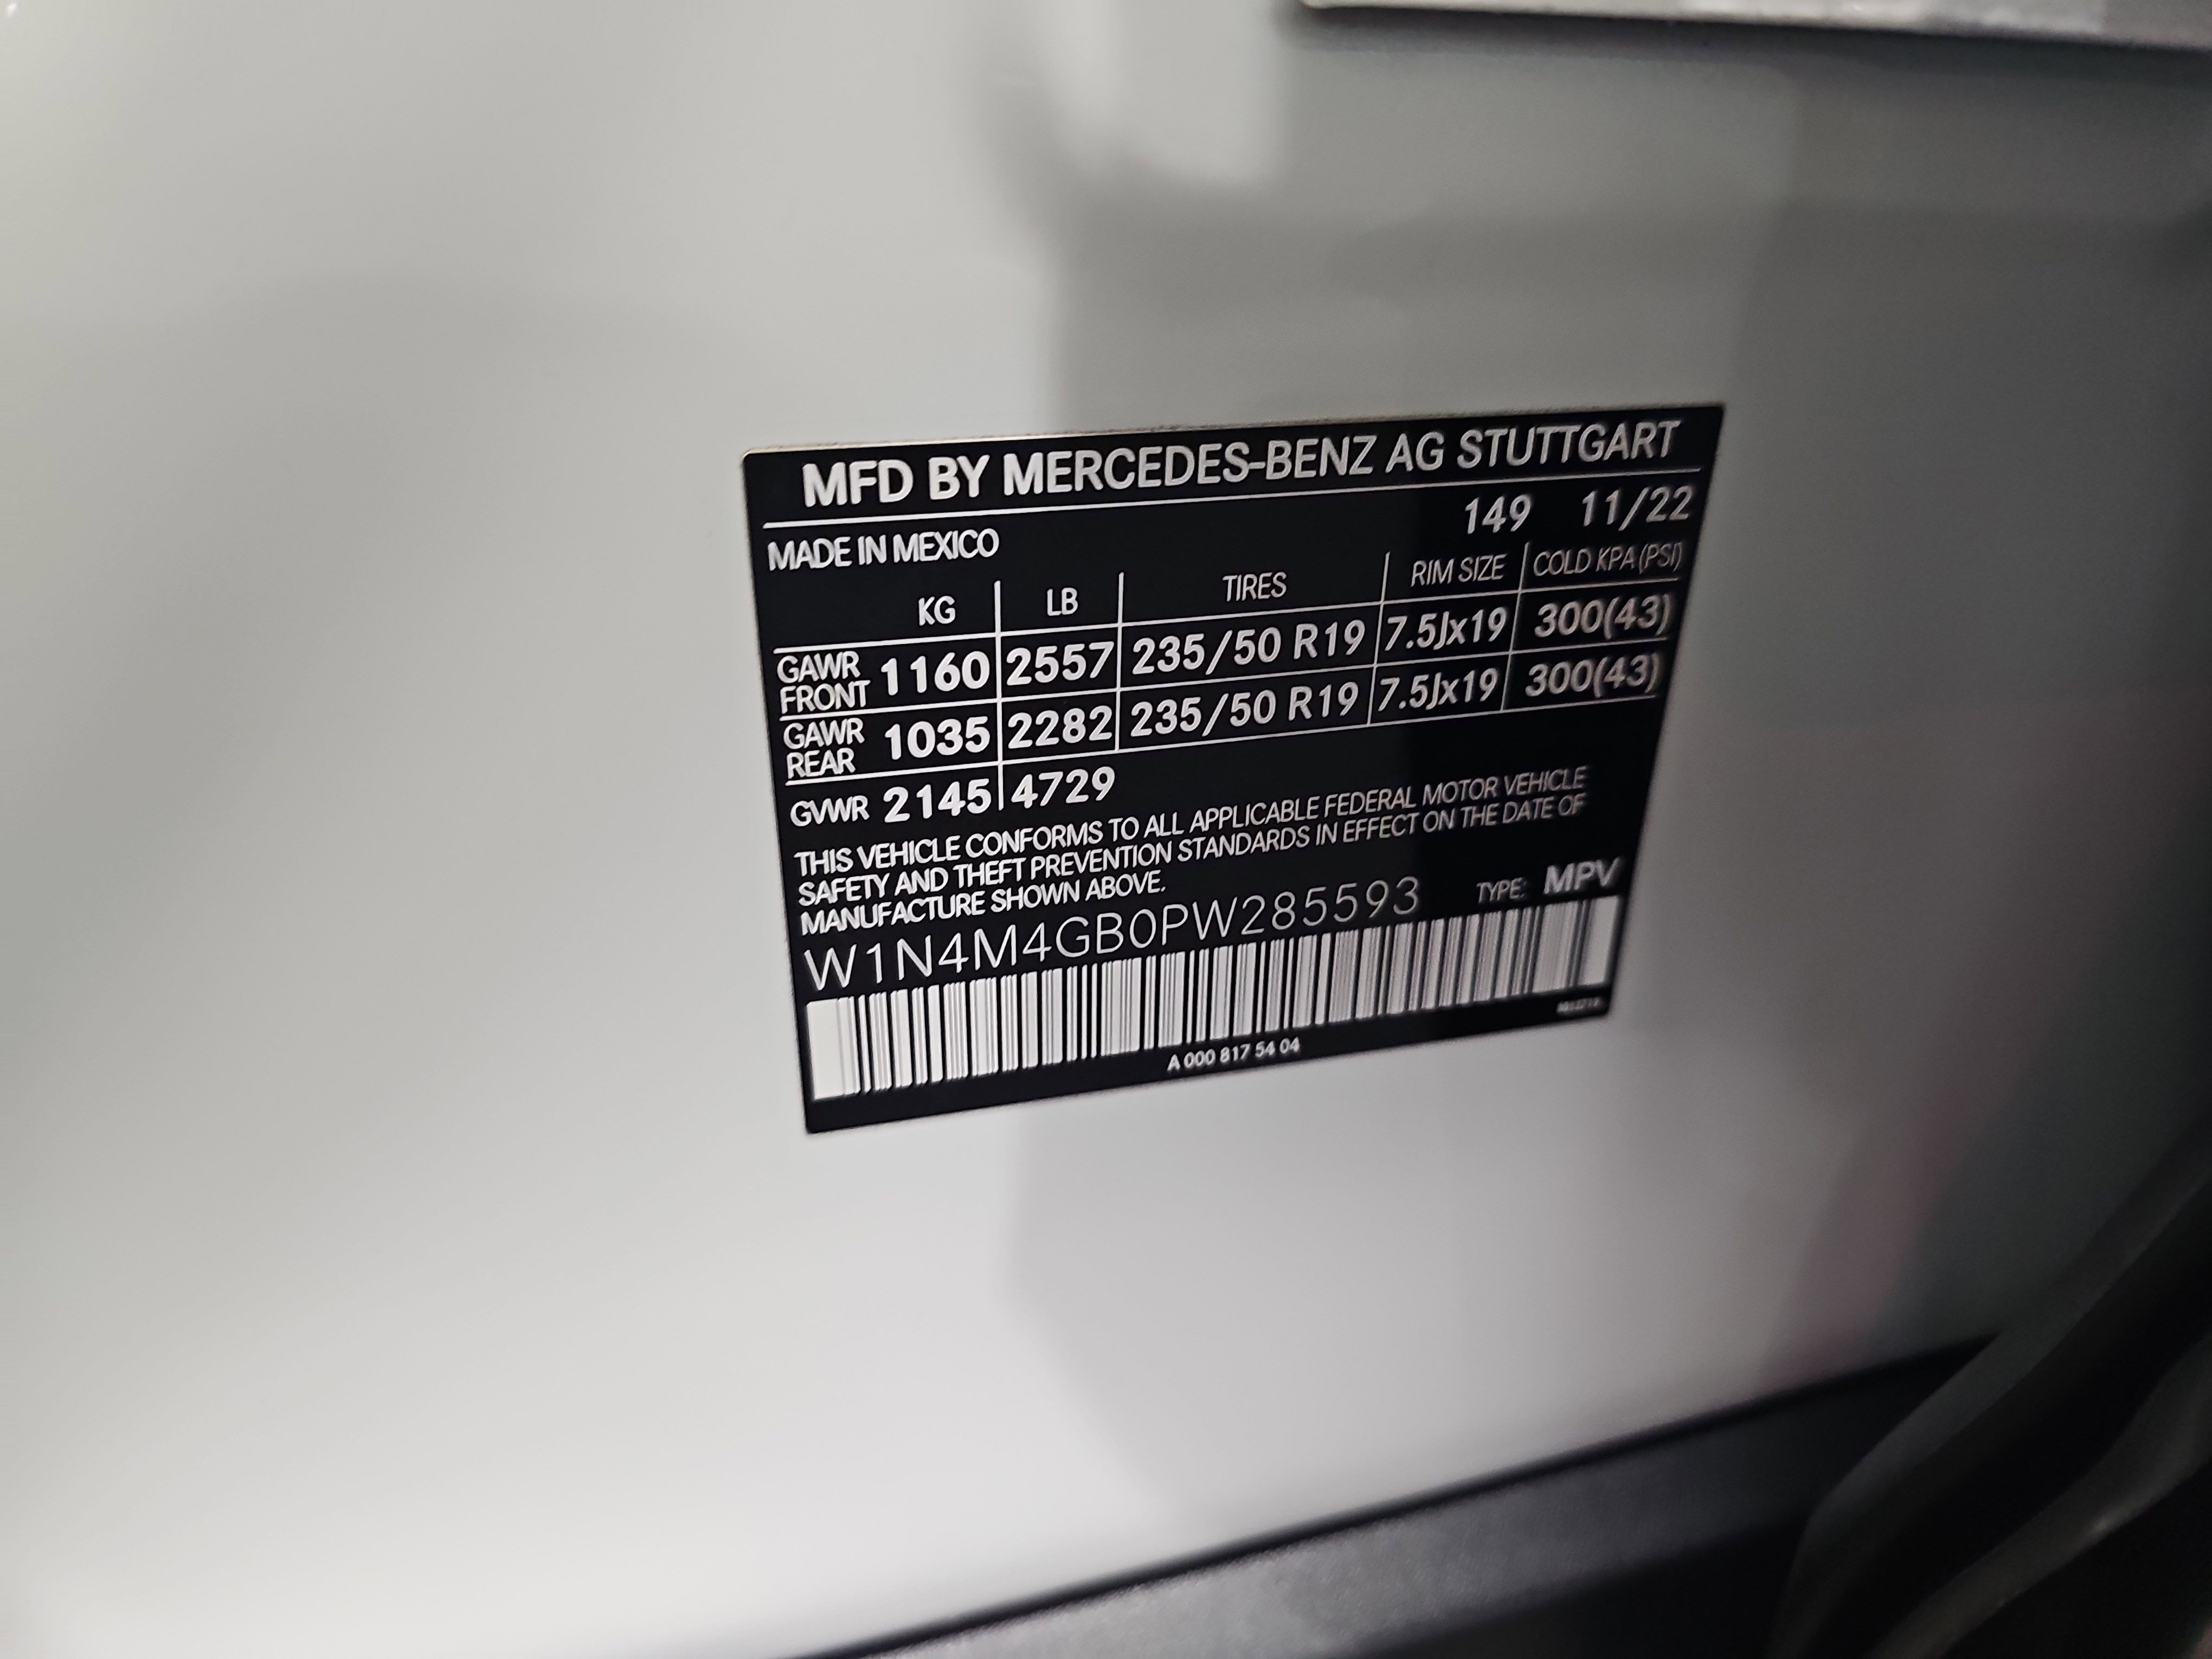 MFD BY MERCEDES-BENZ AG STUTTGART
MADE IN MEXICO 149 11/22
KG LB TIRES RIM SIZE COLD KPA (PSI)
GAWR FRONT 1160 2557 235/50 R19 7.5Jx19 300(43)
GAWR REAR 1035 2282 235/50 R19 7.5Jx19 300(43)
GVWR 2145 4729
THIS VEHICLE CONFORMS TO ALL APPLICABLE FEDERAL MOTOR VEHICLE
SAFETY AND THEFT PREVENTION STANDARDS IN EFFECT ON THE DATE OF
MANUFACTURE SHOWN ABOVE.
W1N4M4GB0PW285593 TYPE: MPV
A 000 817 54 04